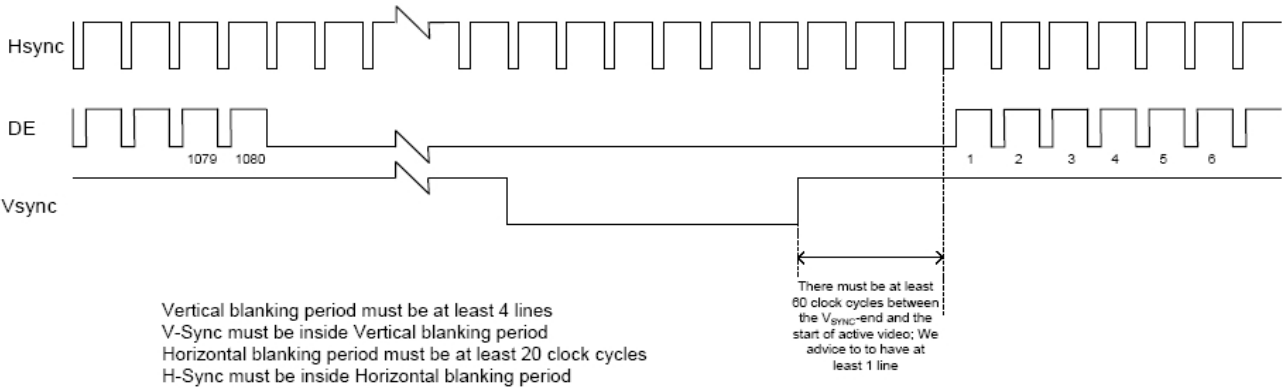 Hsync
DE
1079 1080 1 2 3 4 5 6
Vsync
There must be at least
60 clock cycles between
the VSYNC-end and the
start of active video; We
advice to to have at
least 1 line
Vertical blanking period must be at least 4 lines
V-Sync must be inside Vertical blanking period
Horizontal blanking period must be at least 20 clock cycles
H-Sync must be inside Horizontal blanking period